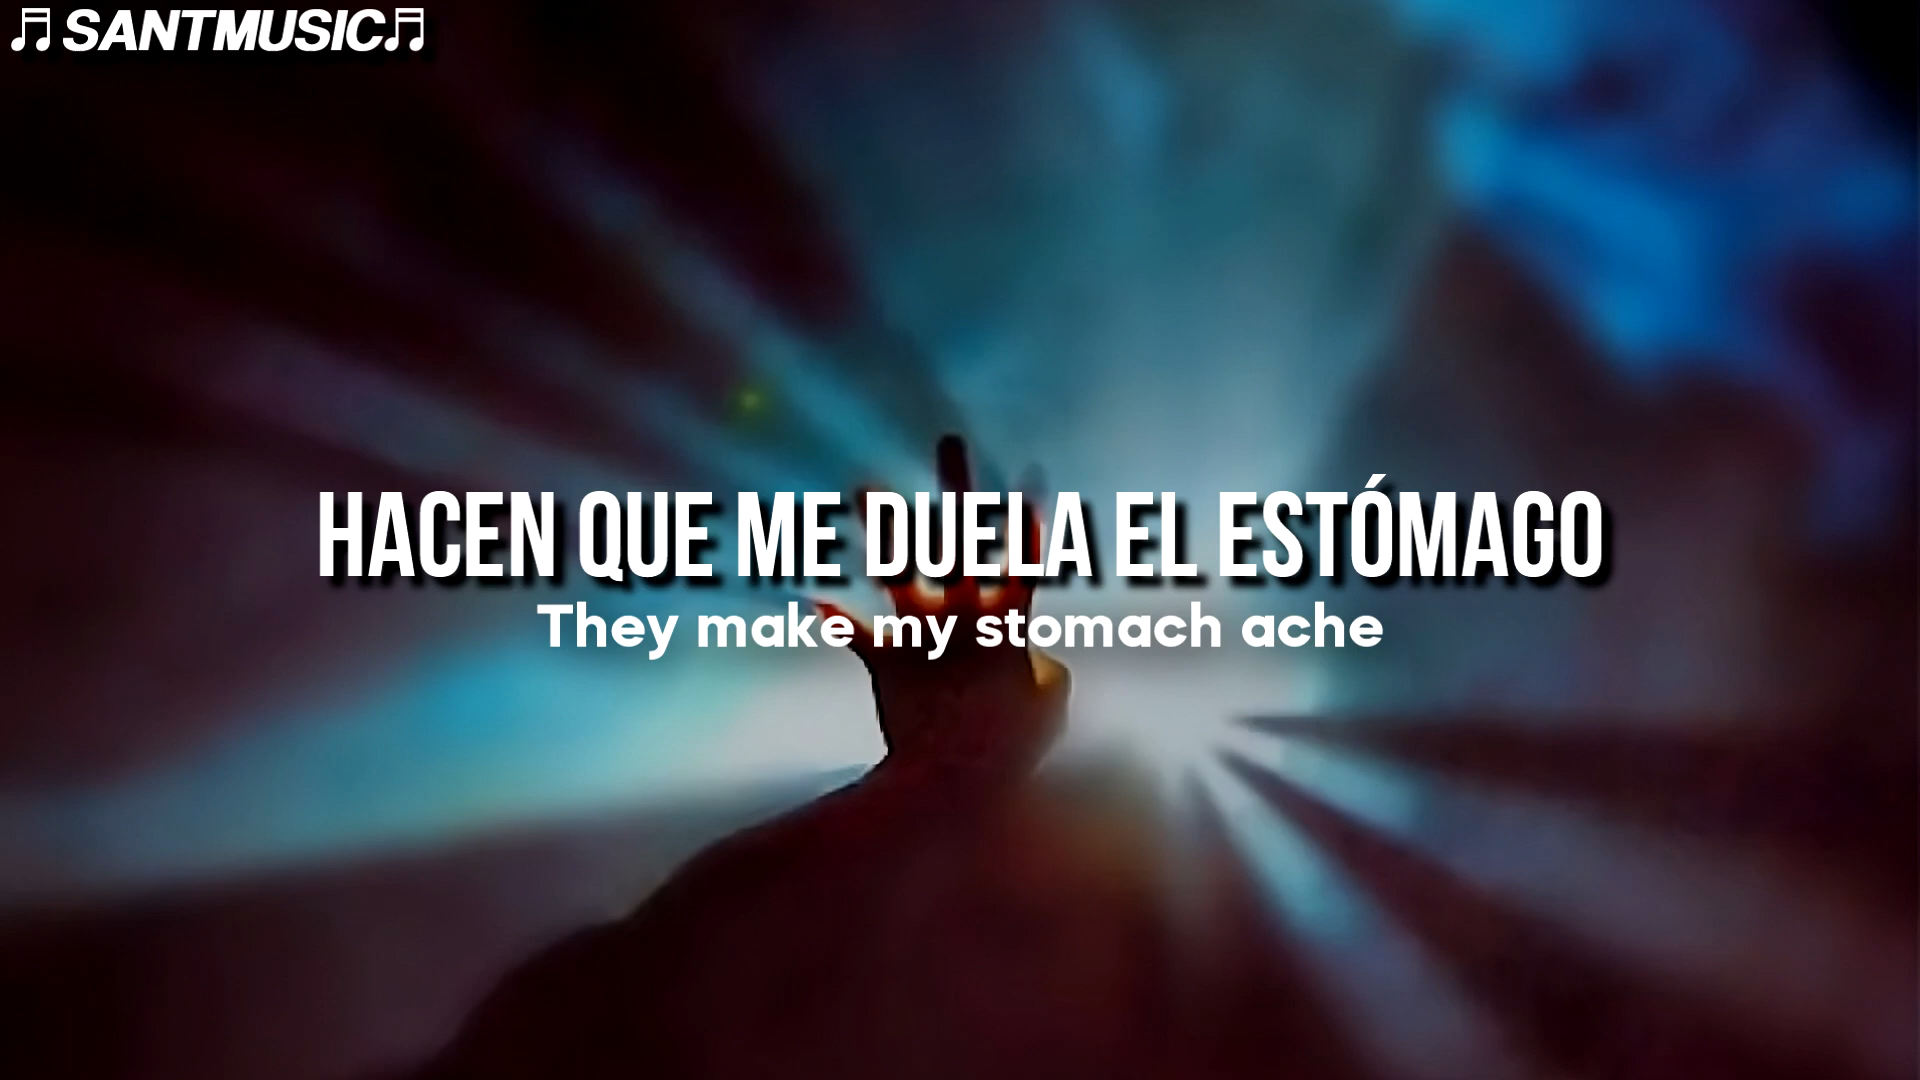 ♫SANTMUSIC♫
HACEN QUE ME DUELA EL ESTÓMAGO
They make my stomach ache